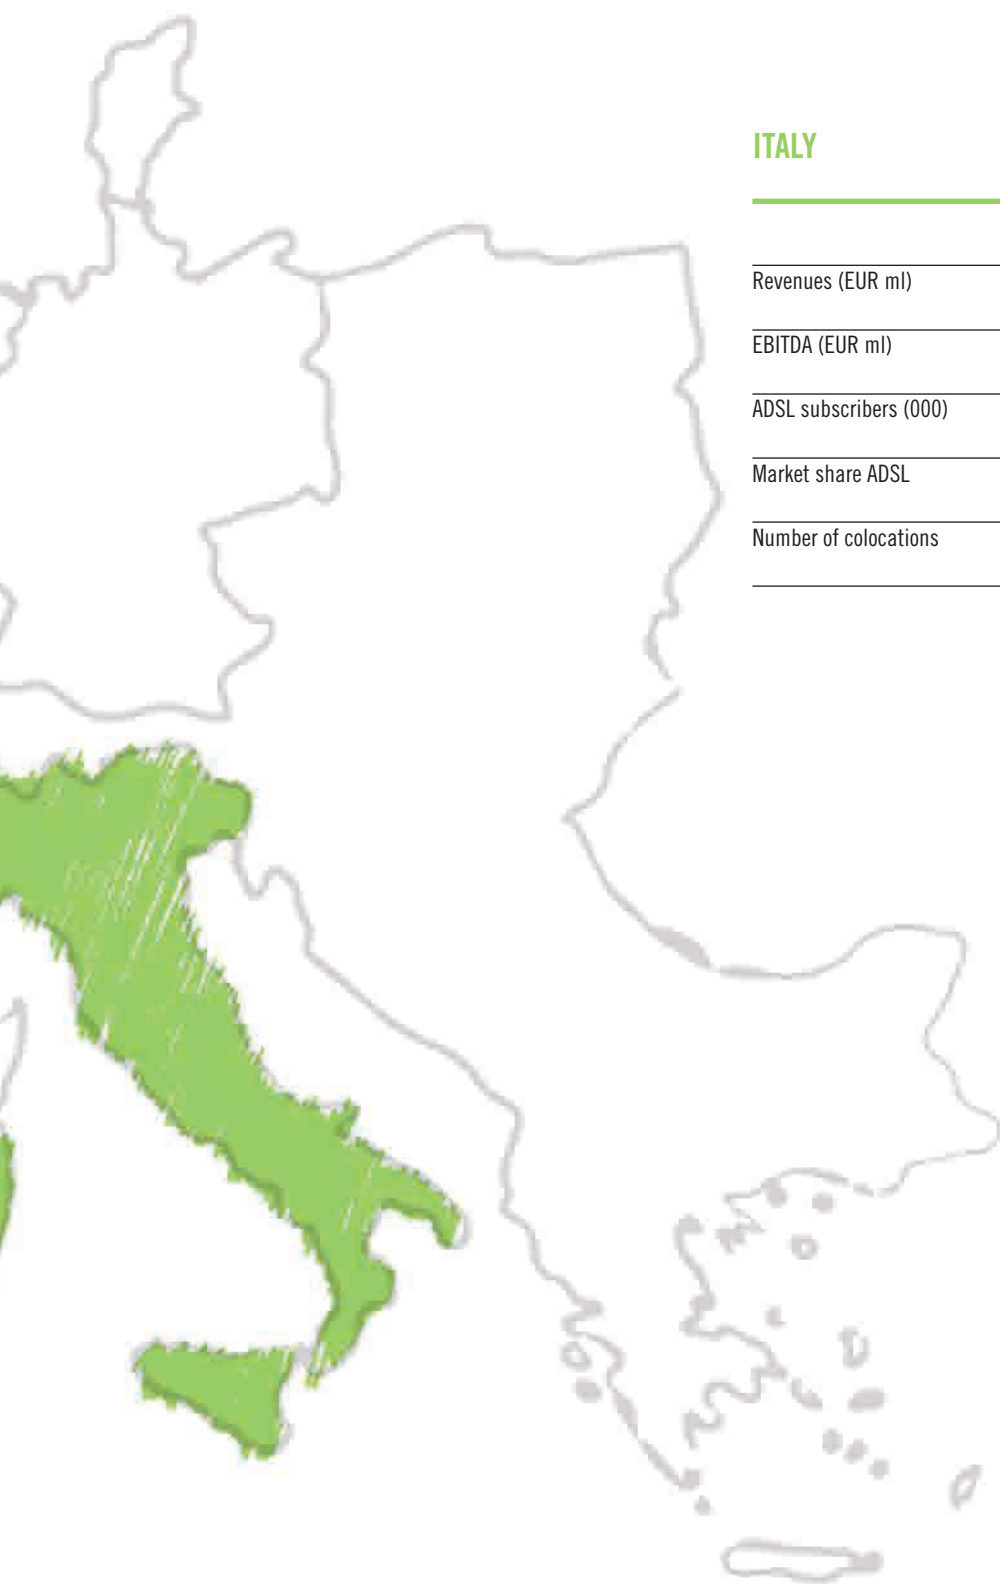 ITALY
Revenues (EUR ml)
EBITDA (EUR ml)
ADSL subscribers (000)
Market share ADSL
Number of colocations